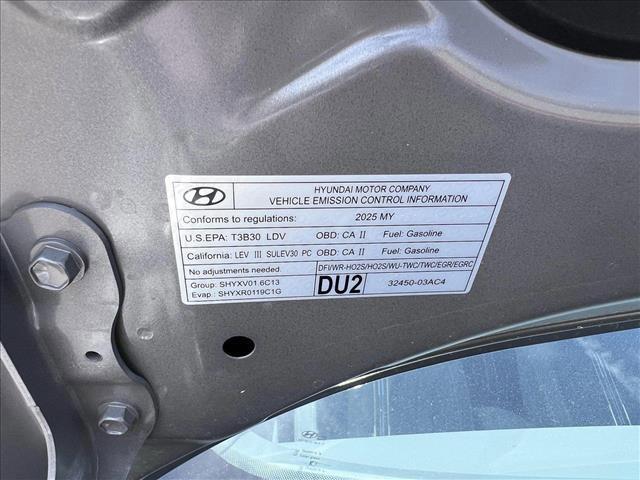 HYUNDAI MOTOR COMPANY
VEHICLE EMISSION CONTROL INFORMATION
Conforms to regulations: 2025 MY
U.S.EPA: T3B30 LDV OBD: CA II Fuel: Gasoline
California: LEV III SULEV30 PC OBD: CA II Fuel: Gasoline
No adjustments needed. DFI/WR-HO2S/HO2S/WU-TWC/TWC/EGR/EGRC
Group: SHYXV01.6C13
Evap.: SHYXR0119C1G
DU2 32450-03AC4